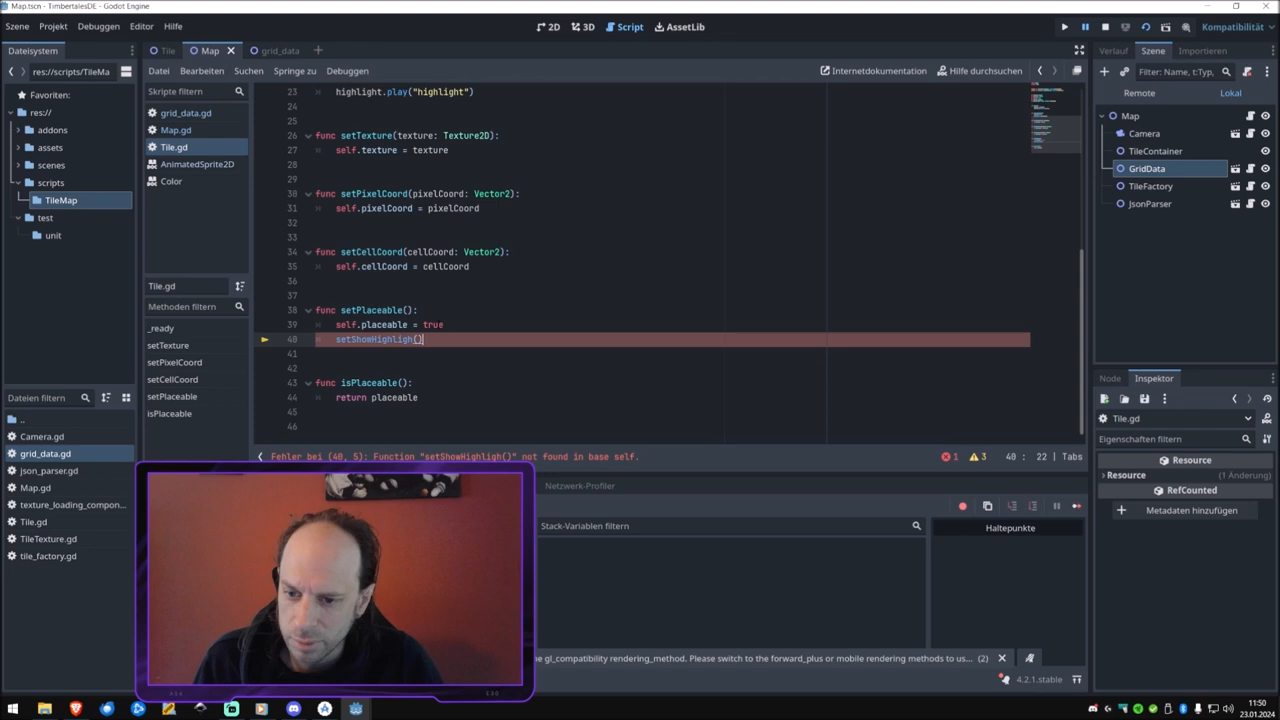 Map.tscn - TimbertalesDE - Godot Engine
Szene Projekt Debuggen Editor Hilfe
2D 3D Script AssetLib
Kompatibilität
Dateisystem
Tile Map grid_data
Verlauf Szene Importieren
res://scripts/TileMa
Datei Bearbeiten Suchen Springe zu Debuggen
Internetdokumentation Hilfe durchsuchen
Filter: Name, t:Typ,
Favoriten:
res://
addons
assets
scenes
scripts
TileMap
test
unit
Skripte filtern
grid_data.gd
Map.gd
Tile.gd
AnimatedSprite2D
Color
Tile.gd
Methoden filtern
_ready
setTexture
setPixelCoord
setCellCoord
setPlaceable
isPlaceable
23 highlight.play("highlight")
24
25
26 func setTexture(texture: Texture2D):
27 self.texture = texture
28
29
30 func setPixelCoord(pixelCoord: Vector2):
31 self.pixelCoord = pixelCoord
32
33
34 func setCellCoord(cellCoord: Vector2):
35 self.cellCoord = cellCoord
36
37
38 func setPlaceable():
39 self.placeable = true
40 setShowHighligh()
41
42
43 func isPlaceable():
44 return placeable
45
46
Fehler bei (40, 5): Function "setShowHighligh()" not found in base self.
1 3 40 : 22 | Tabs
Remote Lokal
Map
Camera
TileContainer
GridData
TileFactory
JsonParser
Node Inspektor
Tile.gd
Eigenschaften filtern
Resource
Resource (1 Änderung)
RefCounted
Metadaten hinzufügen
Dateien filtern
..
Camera.gd
grid_data.gd
json_parser.gd
Map.gd
texture_loading_compon...
Tile.gd
TileTexture.gd
tile_factory.gd
Netzwerk-Profiler
Stack-Variablen filtern
Haltepunkte
he gl_compatibility rendering_method. Please switch to the forward_plus or mobile rendering methods to us... (2)
4.2.1.stable
11:50
23.01.2024